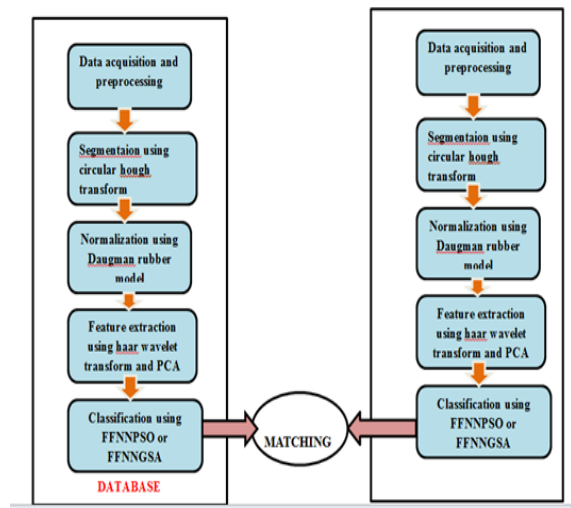 Data acquisition and
preprocessing
Segmentaion using
circular hough
transform
Normalization using
Daugman rubber
model
Feature extraction
using haar wavelet
transform and PCA
Classification using
FFNNPSO or
FFNNGSA
DATABASE
MATCHING
Data acquisition and
preprocessing
Segmentaion using
circular hough
transform
Normalization using
Daugman rubber
model
Feature extraction
using haar wavelet
transform and PCA
Classification using
FFNNPSO or
FFNNGSA